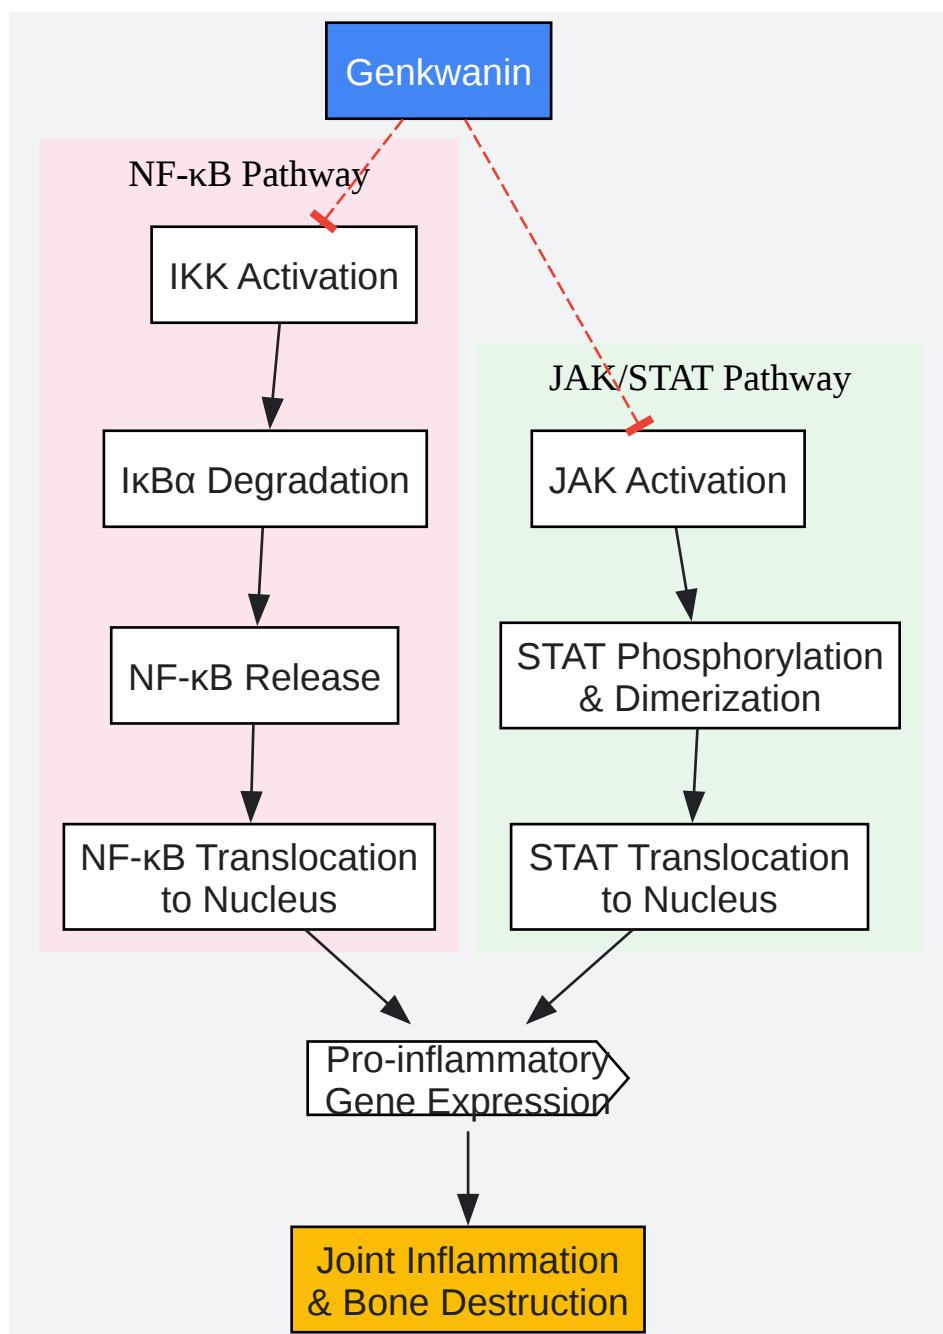 Genkwanin
NF-κB Pathway
IKK Activation
IκBα Degradation
NF-κB Release
NF-κB Translocation
to Nucleus
JAK/STAT Pathway
JAK Activation
STAT Phosphorylation
& Dimerization
STAT Translocation
to Nucleus
Pro-inflammatory
Gene Expression
Joint Inflammation
& Bone Destruction